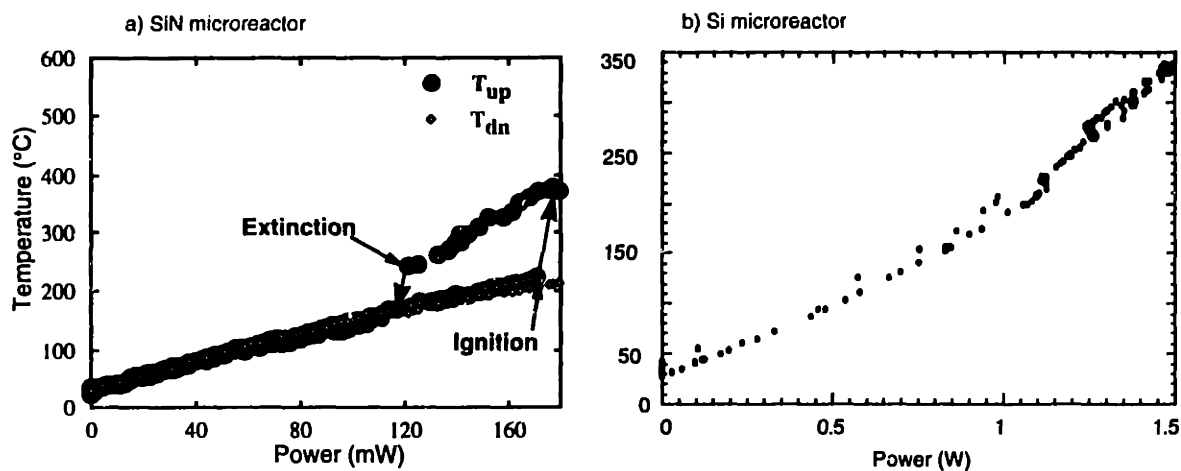 a) SiN microreactor
600
500
400
300
200
100
0
Temperature (°C)
T_up
T_dn
Extinction
Ignition
0 40 80 120 160
Power (mW)
b) Si microreactor
350
250
150
50
0
0 0.5 1 1.5
Power (W)